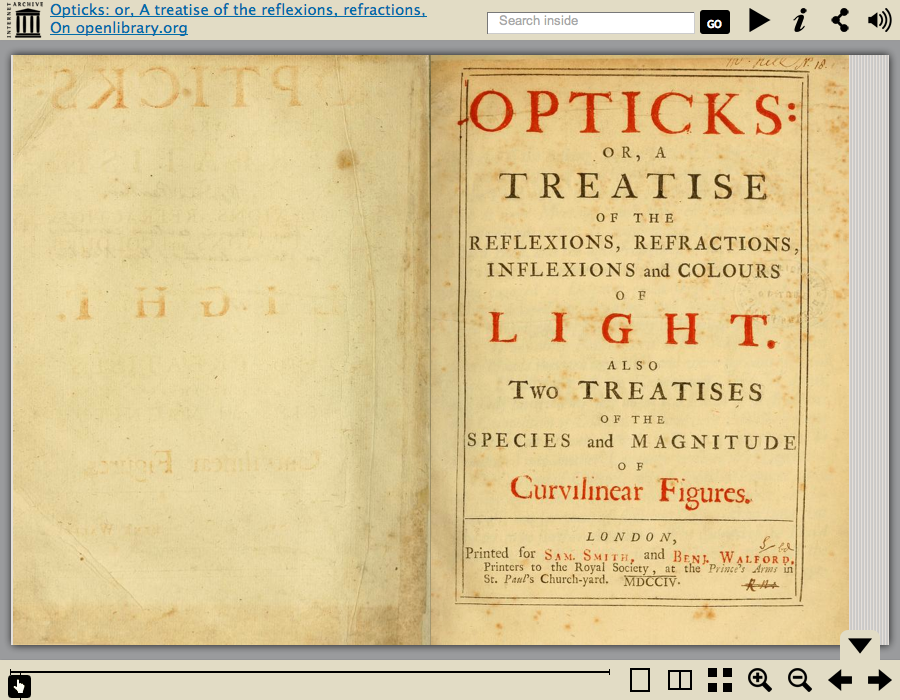 INTERNET ARCHIVE
Opticks: or, A treatise of the reflexions, refractions,
On openlibrary.org
Search inside
GO
OPTICKS:
OR, A
TREATISE
OF THE
REFLEXIONS, REFRACTIONS,
INFLEXIONS and COLOURS
OF
LIGHT.
ALSO
Two TREATISES
OF THE
SPECIES and MAGNITUDE
OF
Curvilinear Figures.
LONDON,
Printed for SAM. SMITH, and BENJ. WALFORD,
Printers to the Royal Society, at the Prince's Arms in
St. Paul's Church-yard. MDCCIV.